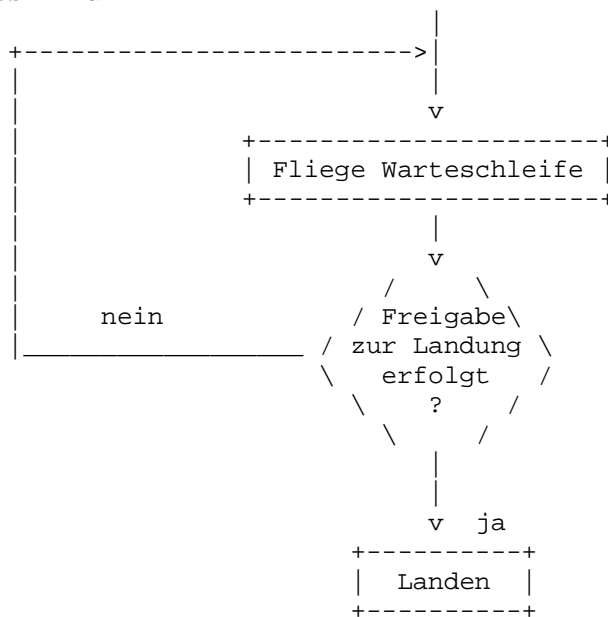 Fliege Warteschleife
nein
Freigabe
zur Landung
erfolgt
?
v ja
Landen